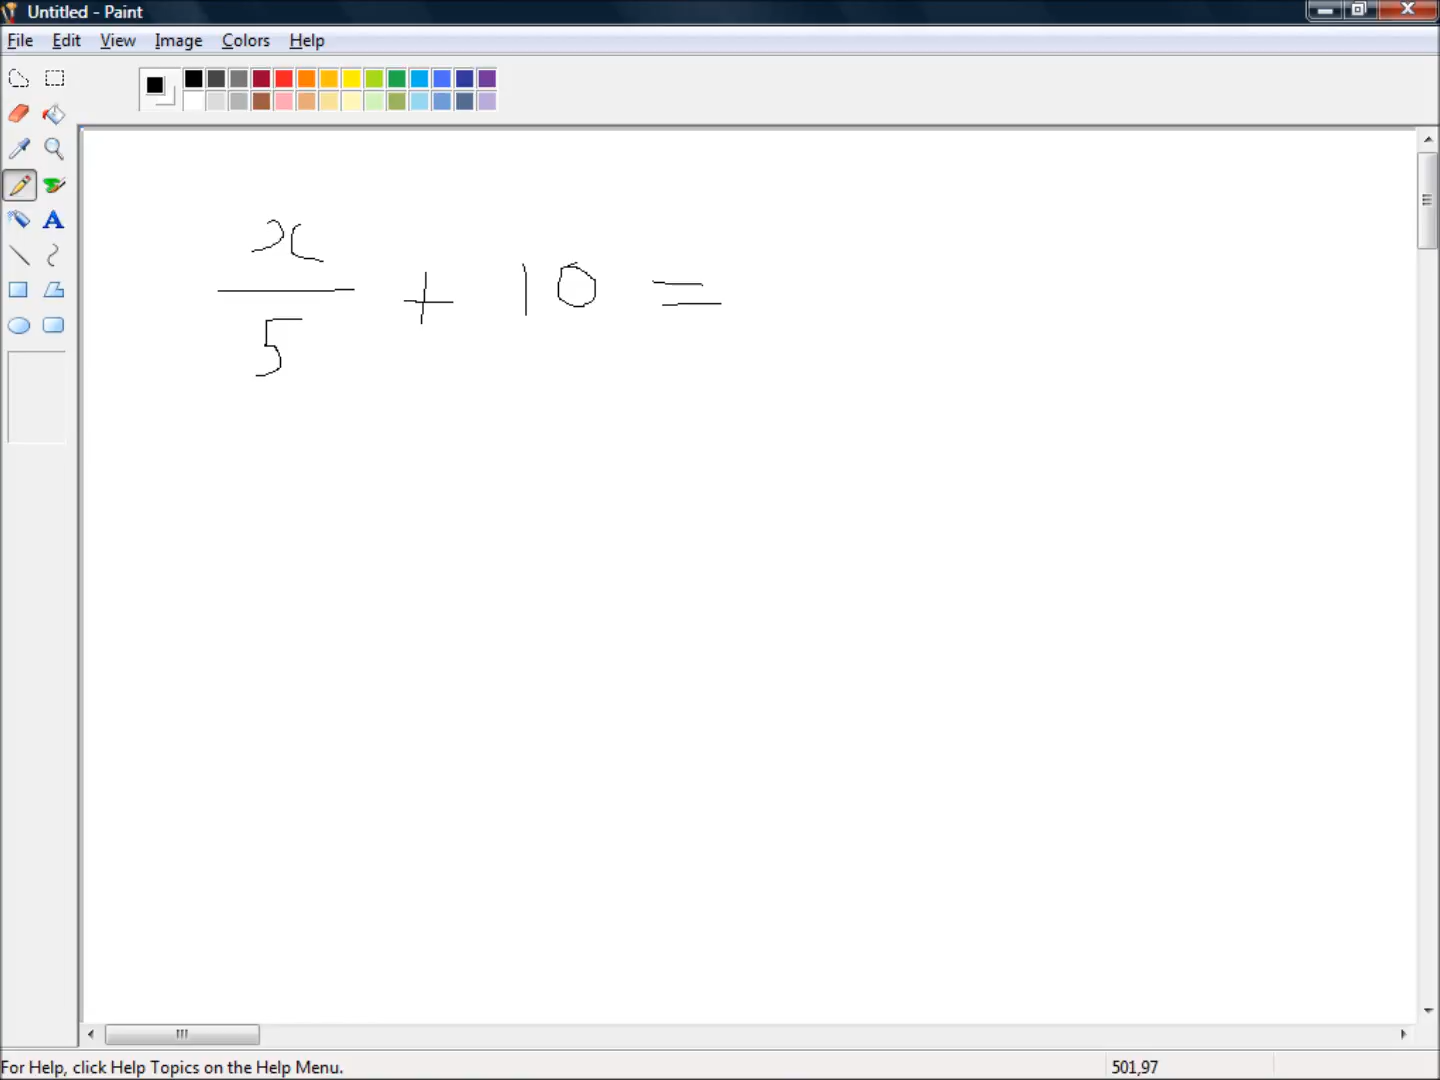 Untitled - Paint
File Edit View Image Colors Help
x
5
+ 10 =
For Help, click Help Topics on the Help Menu.
501,97